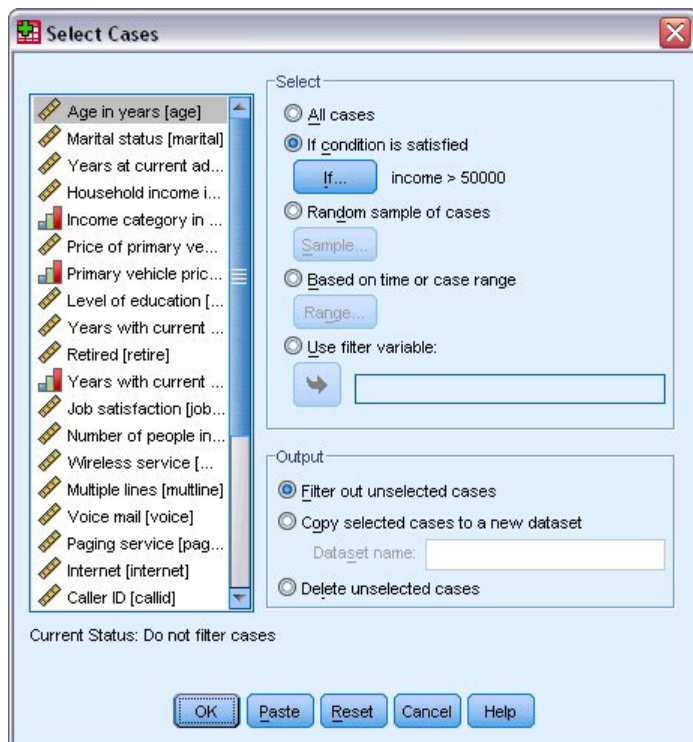 Select Cases
Age in years [age]
Marital status [marital]
Years at current ad...
Household income i...
Income category in ...
Price of primary ve...
Primary vehicle pric...
Level of education [...
Years with current ...
Retired [retire]
Years with current ...
Job satisfaction [job...
Number of people in...
Wireless service [...
Multiple lines [multline]
Voice mail [voice]
Paging service [pag...
Internet [internet]
Caller ID [callid]
Select
All cases
If condition is satisfied
If... income > 50000
Random sample of cases
Sample...
Based on time or case range
Range...
Use filter variable:
Output
Filter out unselected cases
Copy selected cases to a new dataset
Dataset name:
Delete unselected cases
Current Status: Do not filter cases
OK Paste Reset Cancel Help